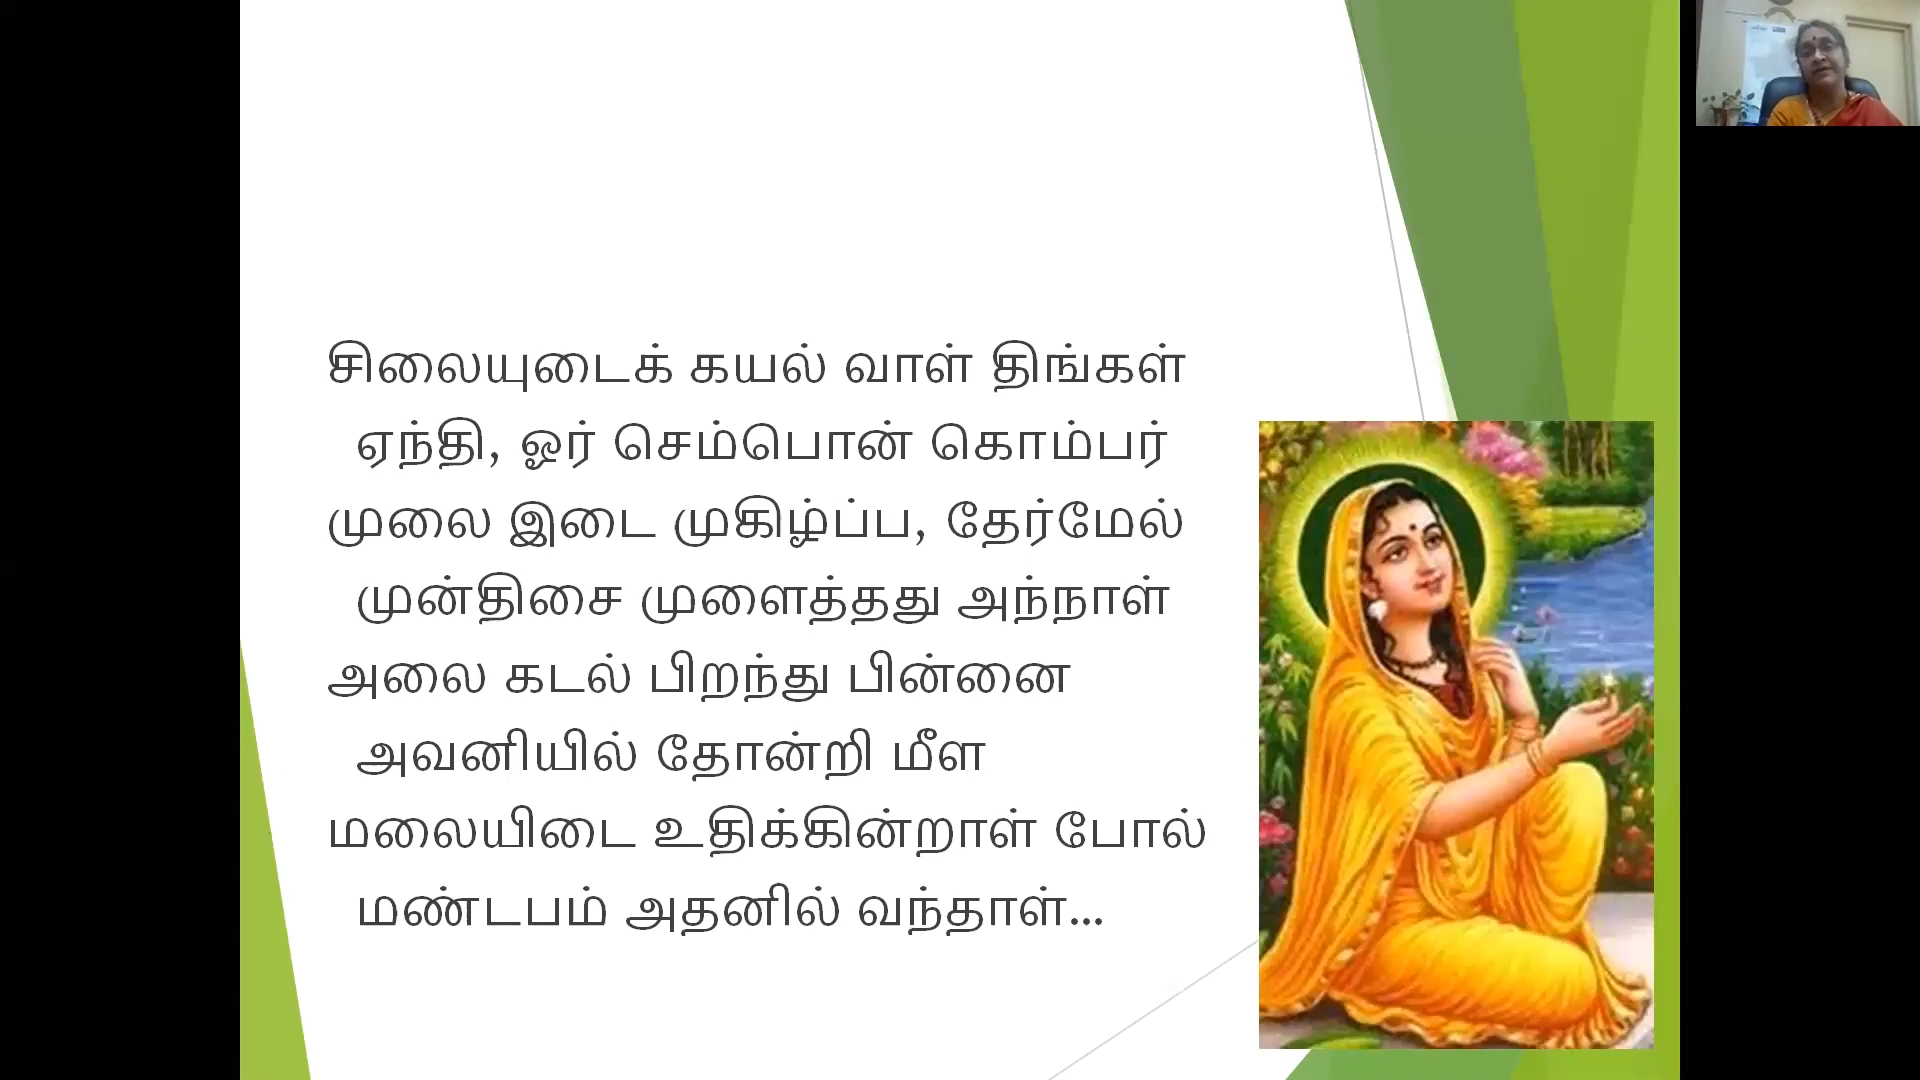 சிலையுடைக் கயல் வாள் திங்கள்
ஏந்தி, ஓர் செம்பொன் கொம்பர்
முலை இடை முகிழ்ப்ப, தேர்மேல்
முன்திசை முளைத்தது அந்நாள்
அலை கடல் பிறந்து பின்னை
அவனியில் தோன்றி மீள
மலையிடை உதிக்கின்றாள் போல்
மண்டபம் அதனில் வந்தாள்...